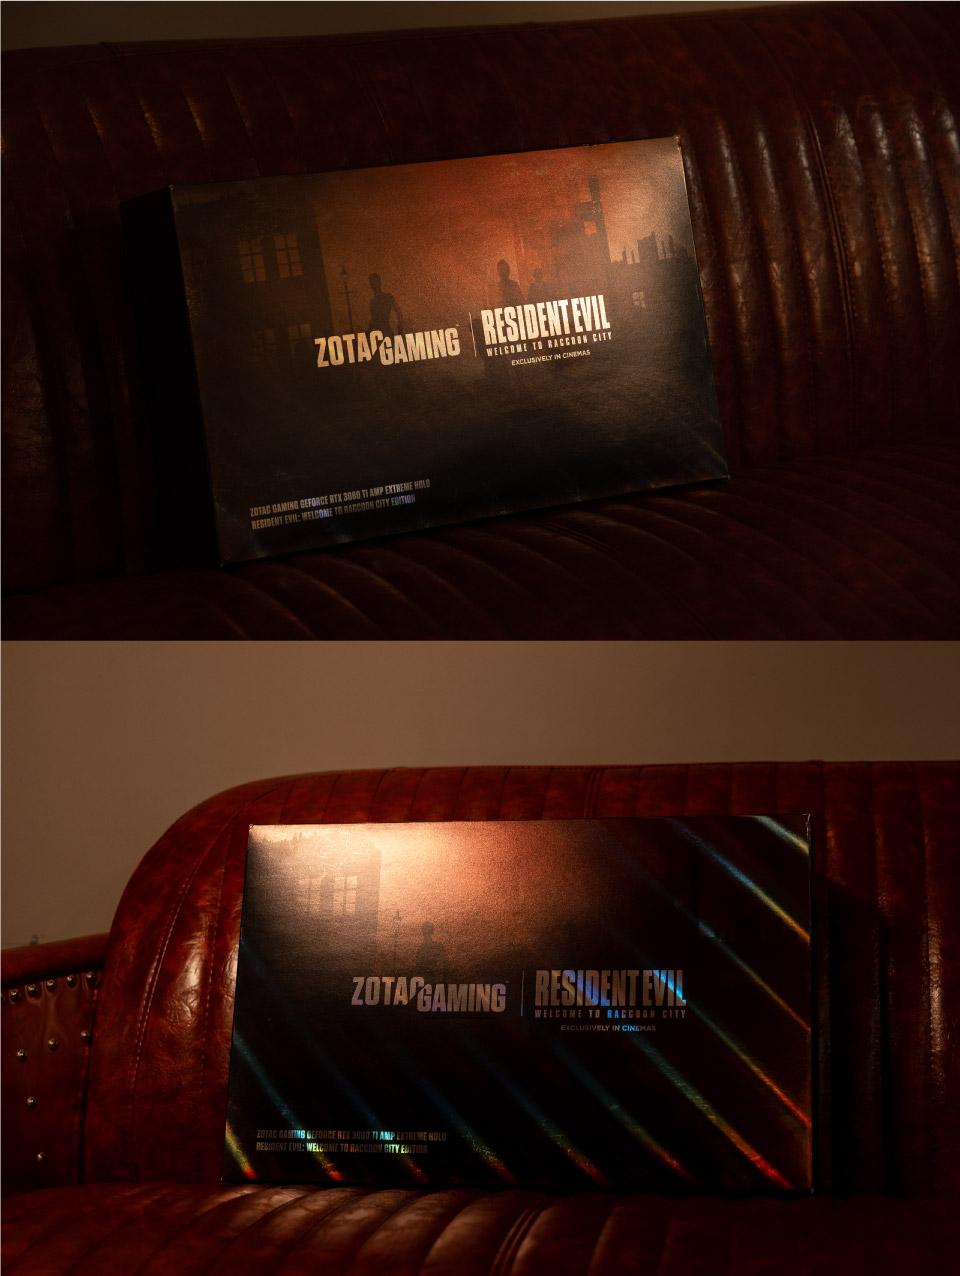 ZOTAC GAMING
RESIDENT EVIL
WELCOME TO RACCOON CITY
EXCLUSIVELY IN CINEMAS
ZOTAC GAMING GEFORCE RTX 3080 TI AMP EXTREME HOLO
RESIDENT EVIL: WELCOME TO RACCOON CITY EDITION
ZOTAC GAMING
RESIDENT EVIL
WELCOME TO RACCOON CITY
EXCLUSIVELY IN CINEMAS
ZOTAC GAMING GEFORCE RTX 3080 TI AMP EXTREME HOLO
RESIDENT EVIL: WELCOME TO RACCOON CITY EDITION